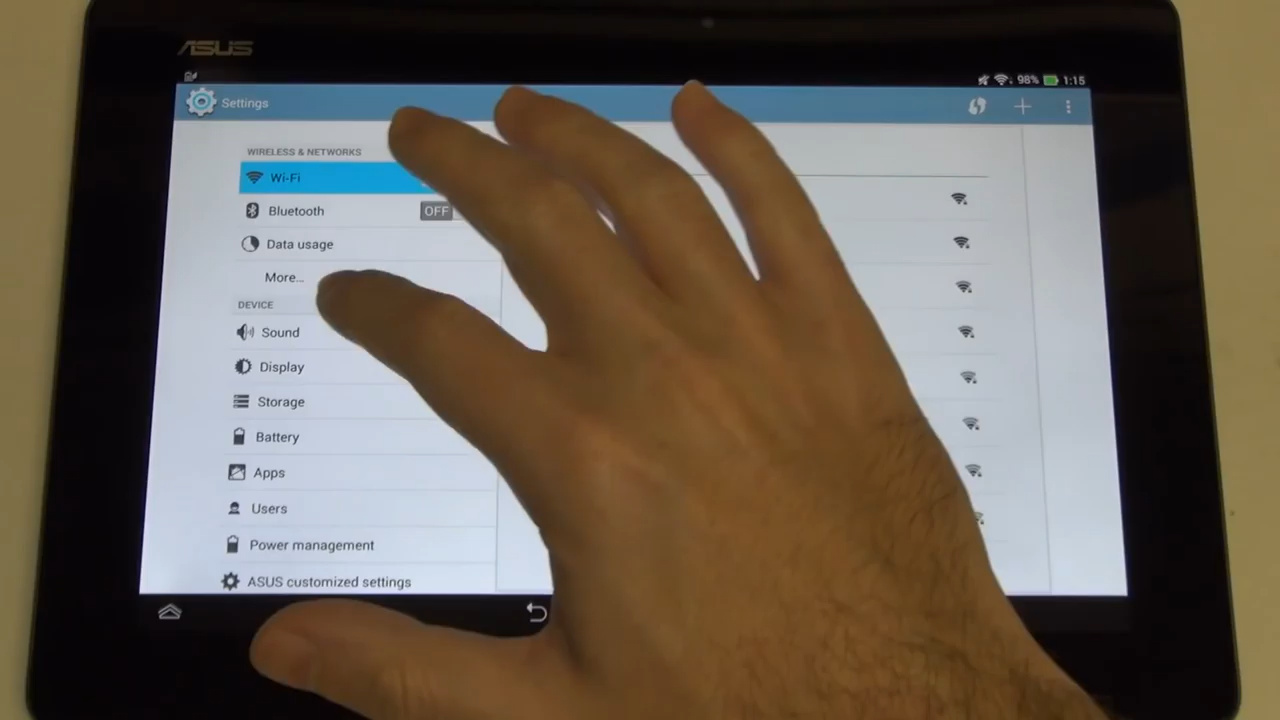 ASUS
98% 1:15
Settings
WIRELESS & NETWORKS
Wi-Fi
Bluetooth OFF
Data usage
More...
DEVICE
Sound
Display
Storage
Battery
Apps
Users
Power management
ASUS customized settings